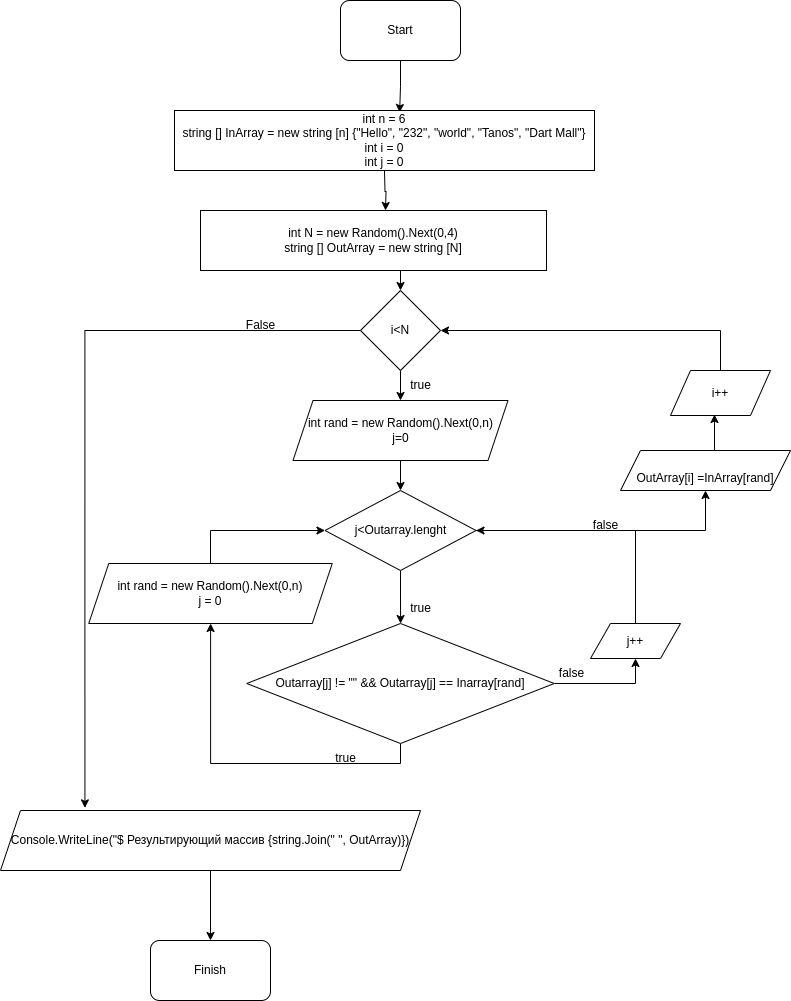 Start
int n = 6
string [] InArray = new string [n] {"Hello", "232", "world", "Tanos", "Dart Mall"}
int i = 0
int j = 0
int N = new Random().Next(0,4)
string [] OutArray = new string [N]
False
i<N
true
i++
int rand = new Random().Next(0,n)
j=0
OutArray[i] =InArray[rand]
j<Outarray.lenght
false
int rand = new Random().Next(0,n)
j = 0
true
j++
Outarray[j] != "" && Outarray[j] == Inarray[rand]
false
true
Console.WriteLine("$ Результирующий массив {string.Join(" ", OutArray)})
Finish